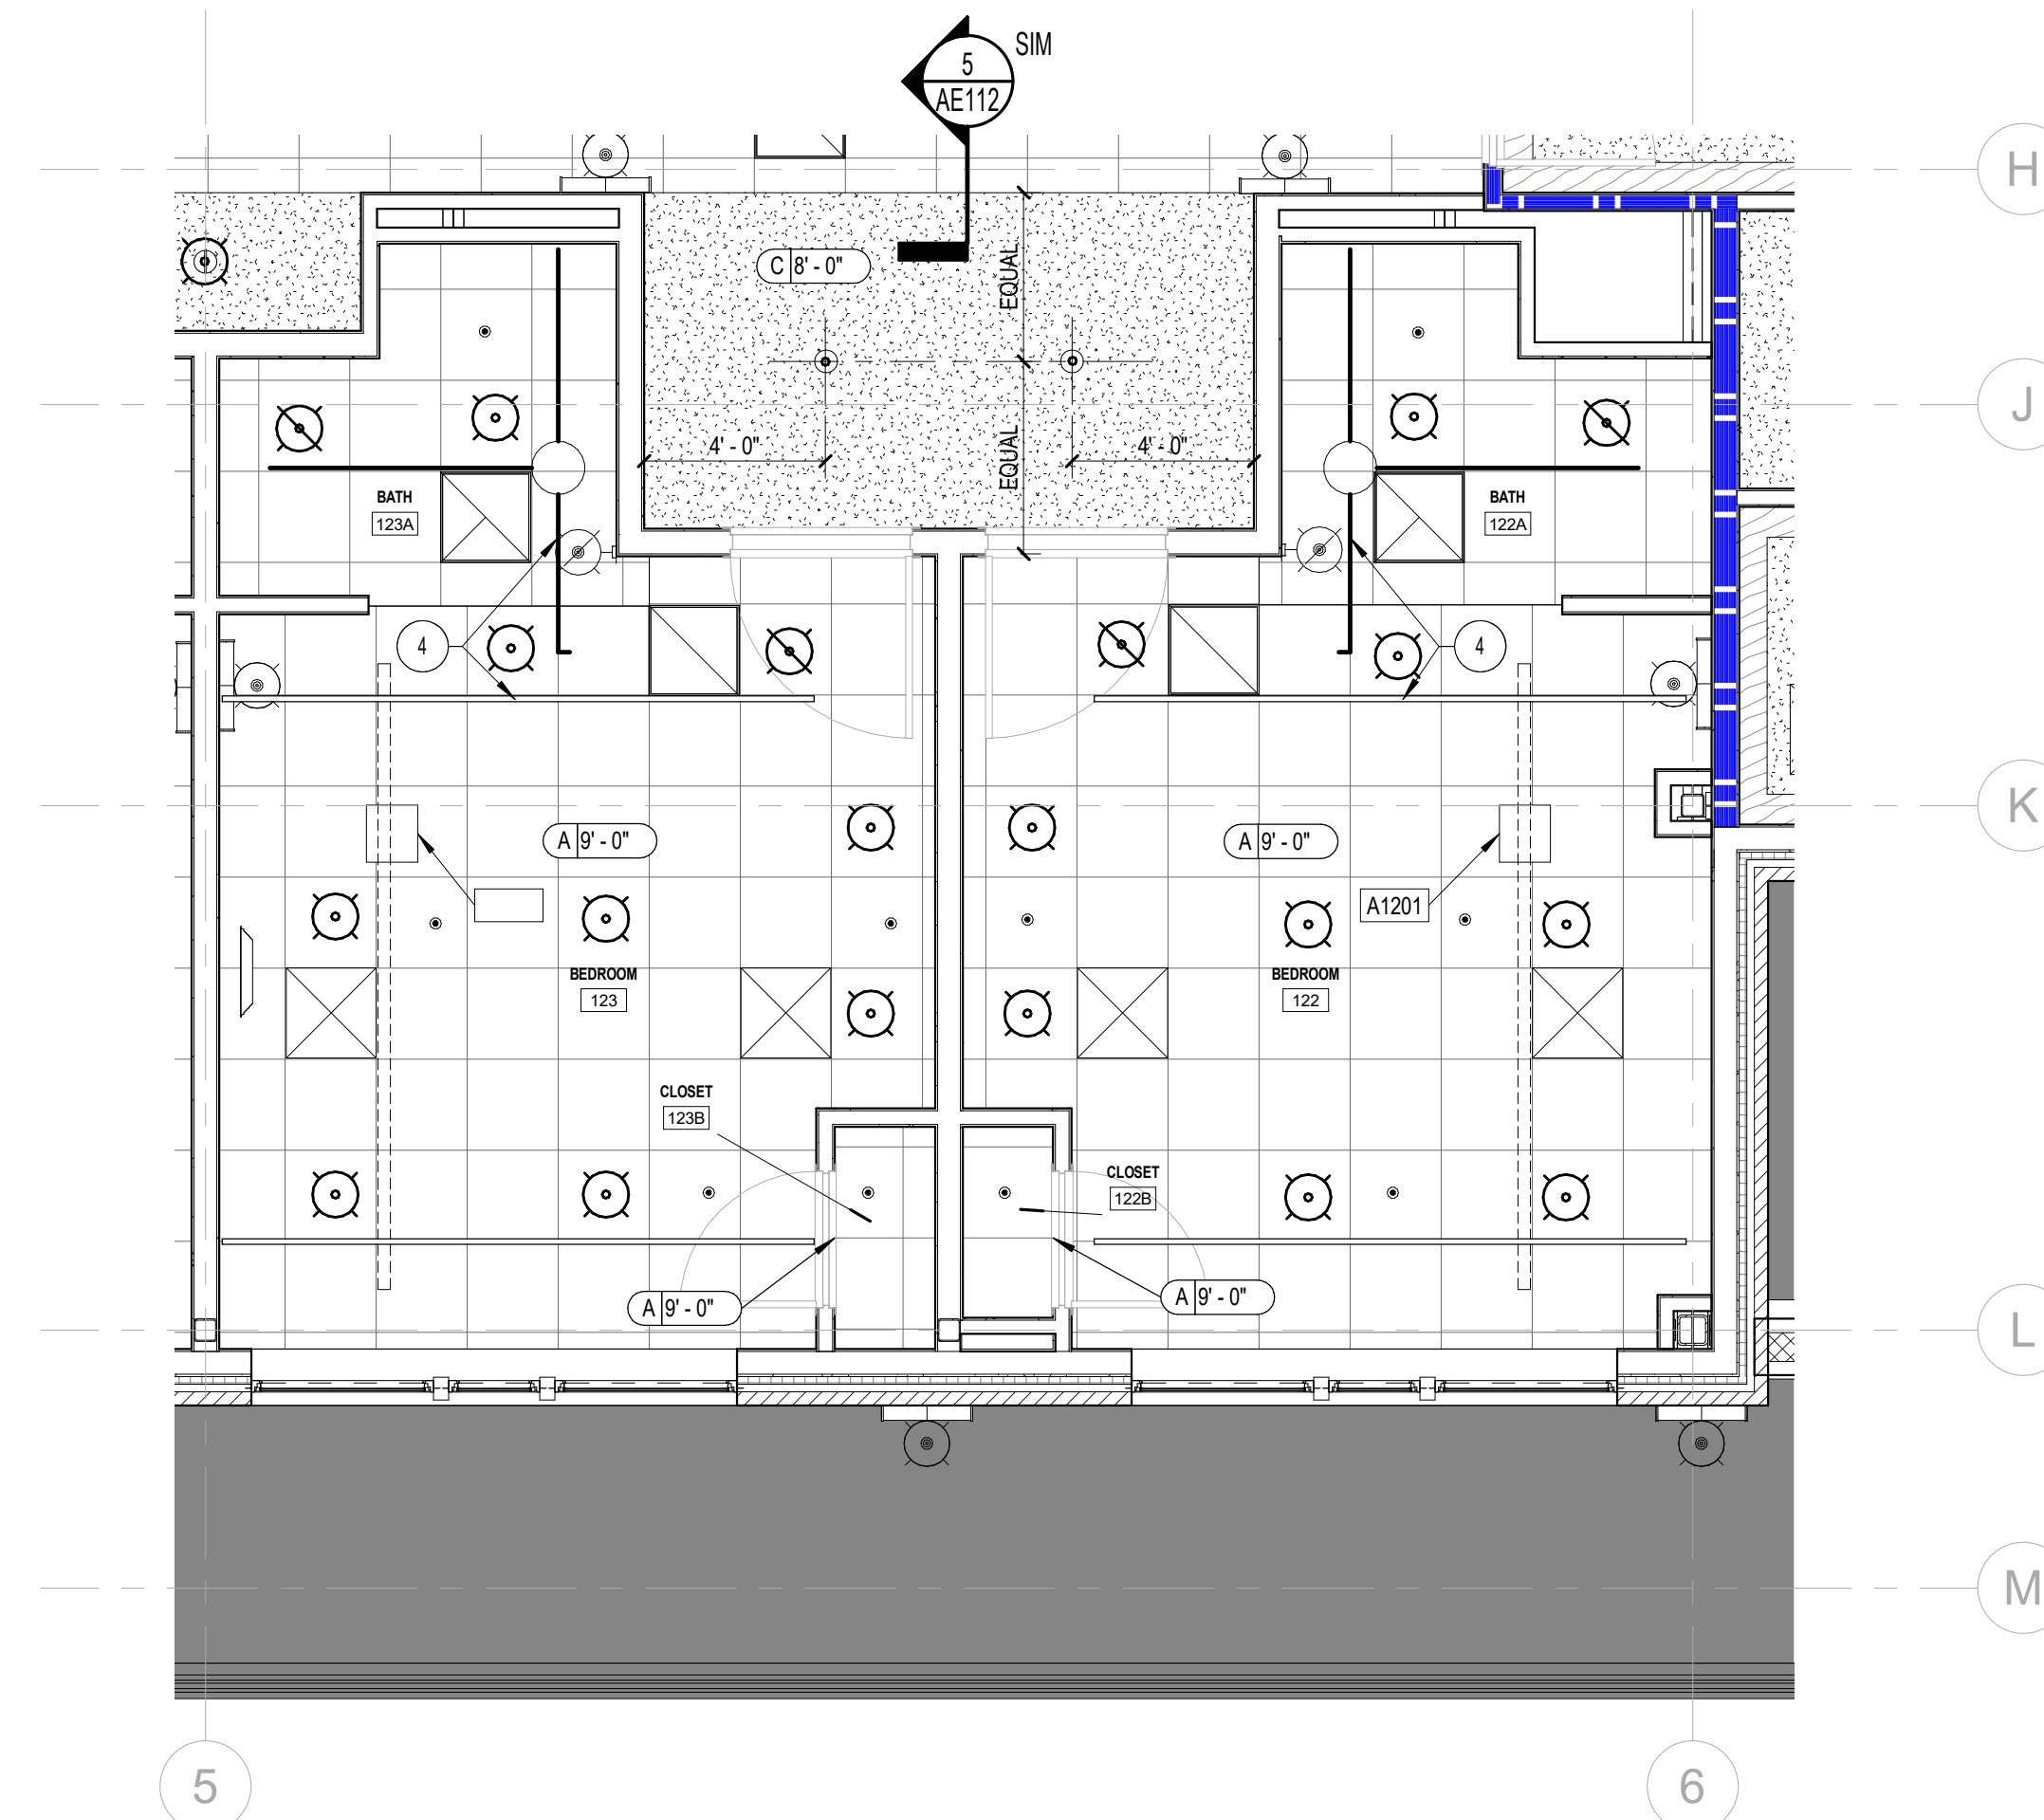 5
SIM
AE112
H
C 8' - 0"
EQUAL
J
4' - 0"
EQUAL
4' - 0"
BATH
123A
BATH
122A
4
4
K
A 9' - 0"
A 9' - 0"
A1201
BEDROOM
123
BEDROOM
122
CLOSET
123B
CLOSET
122B
A 9' - 0"
A 9' - 0"
L
M
5
6